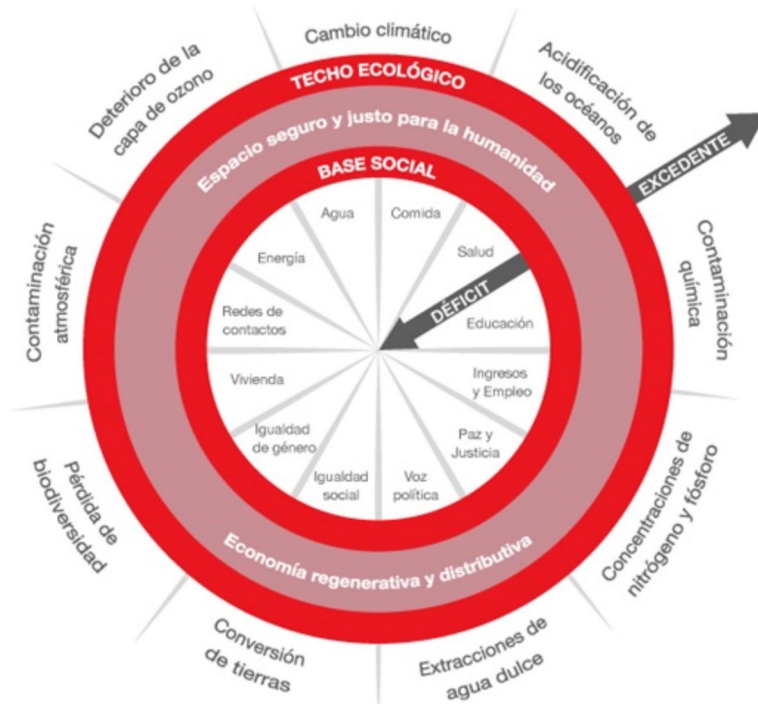 Cambio climático
Acidificación de
los océanos
Contaminación
química
Concentraciones de
nitrógeno y fósforo
Extracciones de
agua dulce
Conversión
de tierras
Pérdida de
biodiversidad
Contaminación
atmosférica
Deterioro de la
capa de ozono
TECHO ECOLÓGICO
Espacio seguro y justo para la humanidad
BASE SOCIAL
EXCEDENTE
DÉFICIT
Agua
Comida
Salud
Educación
Ingresos
y Empleo
Paz y
Justicia
Voz
política
Igualdad
social
Igualdad
de género
Vivienda
Redes de
contactos
Energía
Economía regenerativa y distributiva